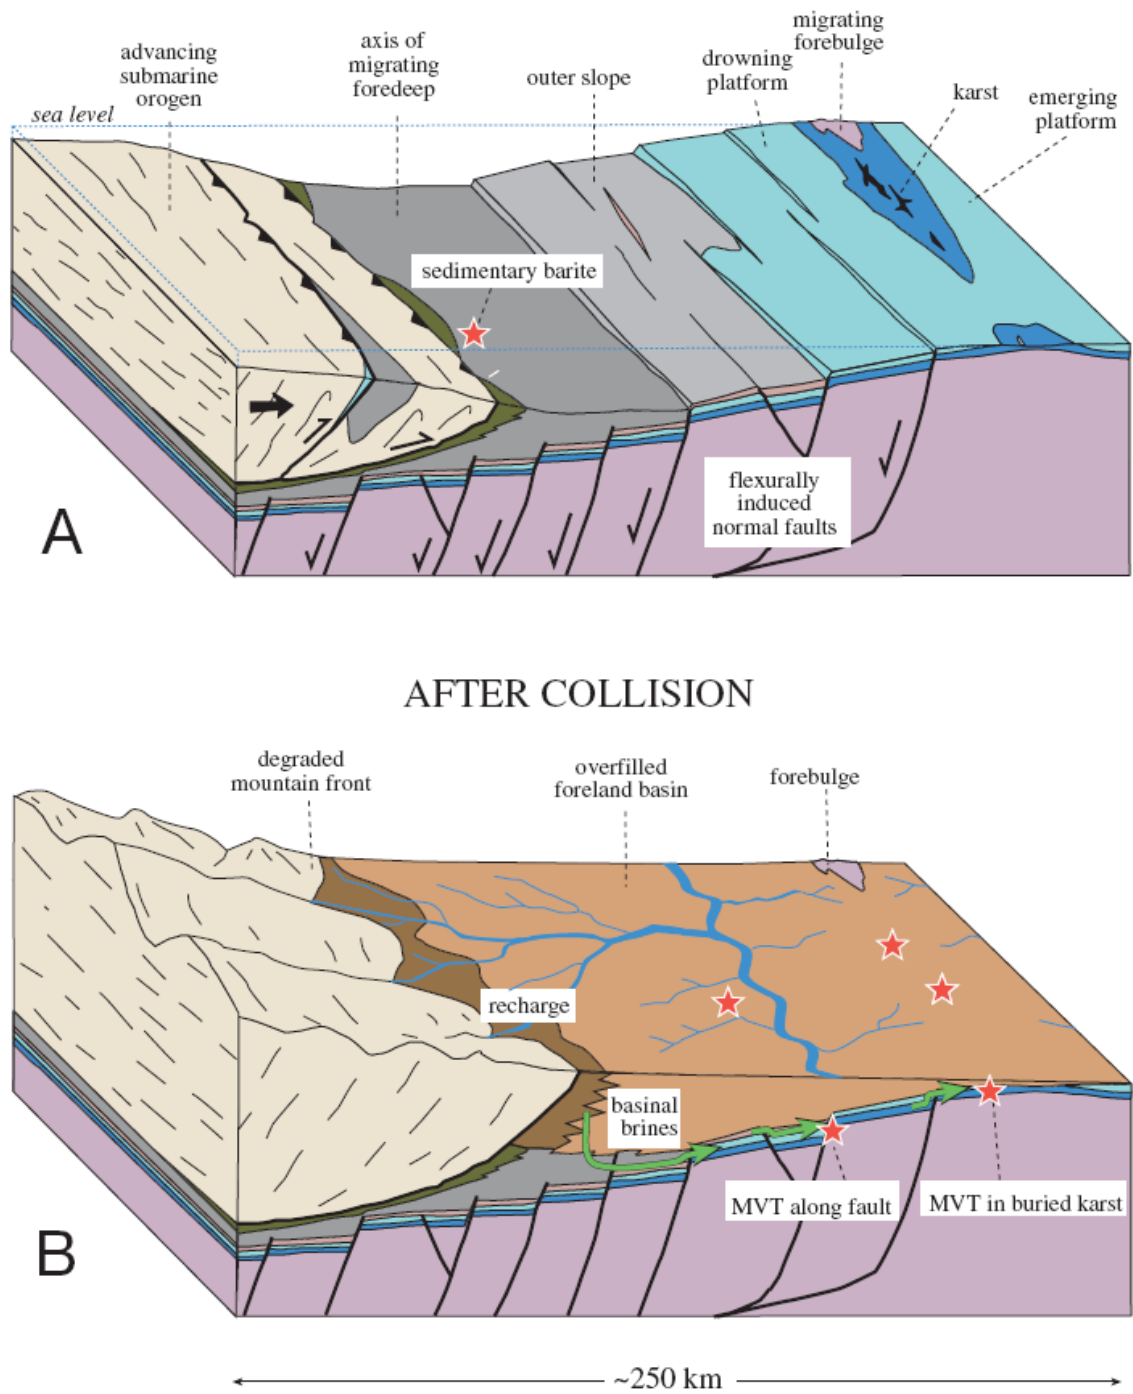 migrating
forebulge
advancing
submarine
orogen
axis of
migrating
foredeep
outer slope
drowning
platform
karst
emerging
platform
sea level
sedimentary barite
flexurally
induced
normal faults
A
AFTER COLLISION
degraded
mountain front
overfilled
foreland basin
forebulge
recharge
basinal
brines
MVT along fault
MVT in buried karst
B
~250 km